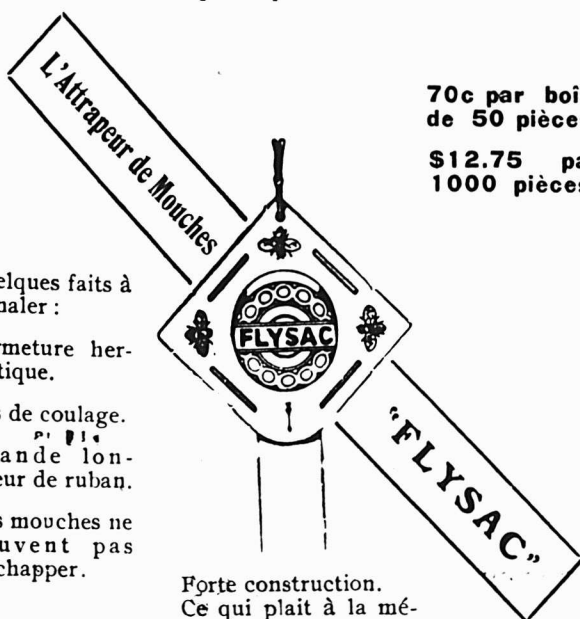 L'Attrapeur de Mouches
70c par boî
de 50 pièce
$12.75 pa
1000 pièces
elques faits à
naler :
rmeture her-
tique.
s de coulage.
ande lon-
eur de ruban.
s mouches ne
uvent pas
chapper.
FLYSAC
"FLYSAC"
Forte construction.
Ce qui plait à la mé-